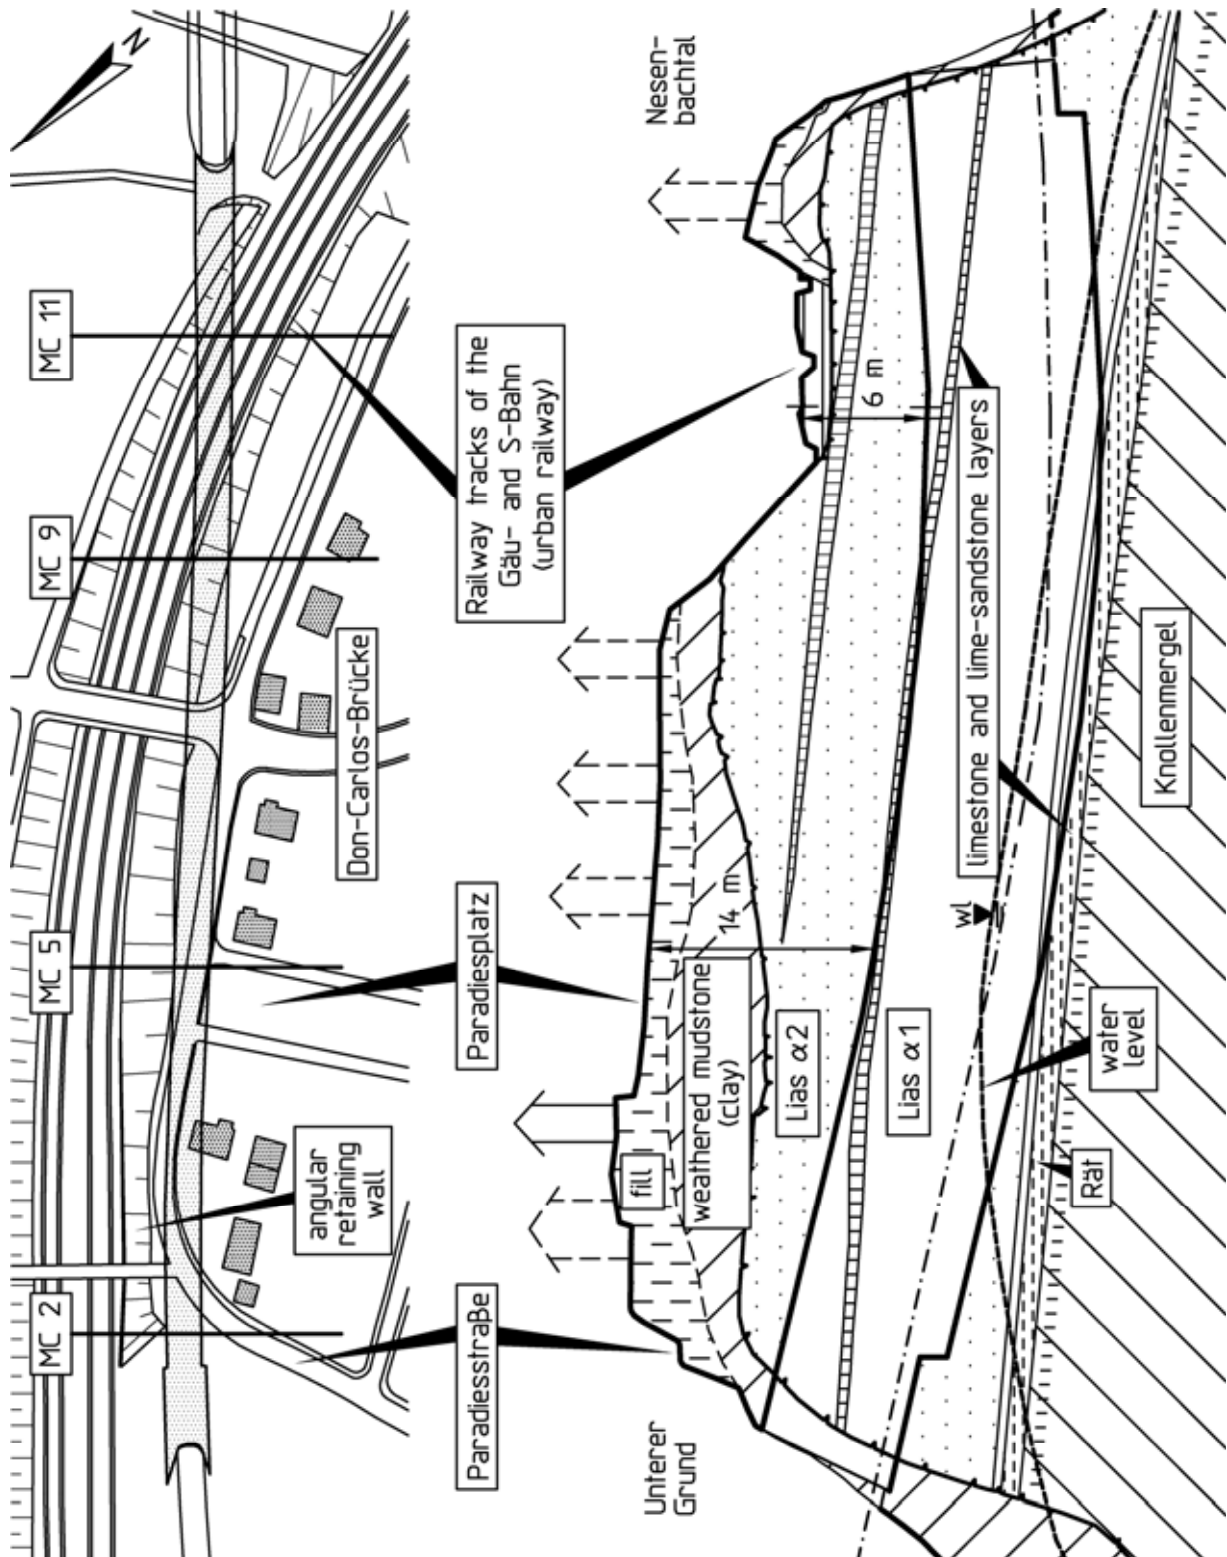 N
MC 11
MC 9
MC 5
MC 2
Don-Carlos-Brücke
angular
retaining
wall
Railway tracks of the
Gäu- and S-Bahn
(urban railway)
Paradiesplatz
Paradiesstraße
Nesen-
bachtal
Unterer
Grund
6 m
14 m
fill
weathered mudstone
(clay)
Lias α2
Lias α1
limestone and lime-sandstone layers
wl
water
level
Rät
Knollenmergel